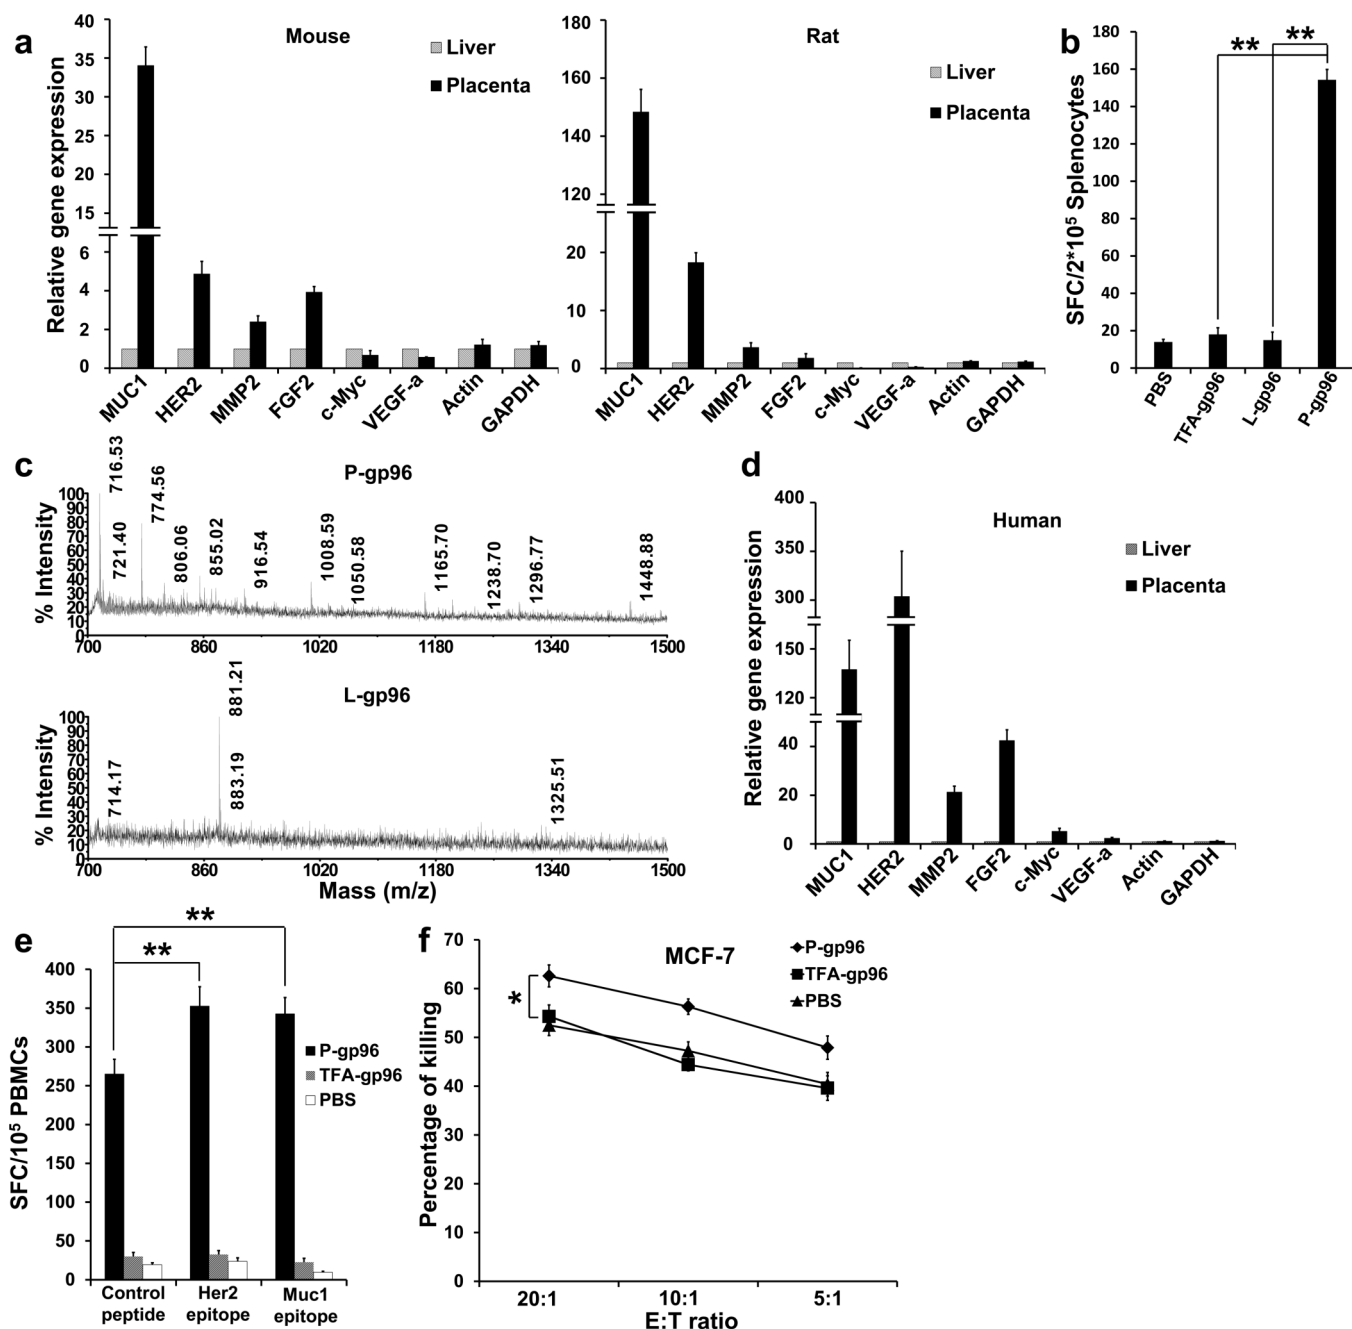 a
Mouse
Liver
Placenta
Relative gene expression
40
35
30
25
20
15
6
4
2
0
MUC1
HER2
MMP2
FGF2
c-Myc
VEGF-a
Actin
GAPDH
Rat
Liver
Placenta
180
160
140
120
20
10
0
MUC1
HER2
MMP2
FGF2
c-Myc
VEGF-a
Actin
GAPDH
b
**
**
SFC/2*10⁵ Splenocytes
180
160
140
120
100
80
60
40
20
0
PBS
TFA-gp96
L-gp96
P-gp96
c
P-gp96
% Intensity
100
90
80
70
60
50
40
30
20
10
0
716.53
721.40
774.56
806.06
855.02
916.54
1008.59
1050.58
1165.70
1238.70
1296.77
1448.88
700
860
1020
1180
1340
1500
L-gp96
% Intensity
100
90
80
70
60
50
40
30
20
10
0
714.17
881.21
883.19
1325.51
700
860
1020
1180
1340
1500
Mass (m/z)
d
Human
Liver
Placenta
Relative gene expression
400
350
300
150
120
40
20
0
MUC1
HER2
MMP2
FGF2
c-Myc
VEGF-a
Actin
GAPDH
e
**
**
SFC/10⁵ PBMCs
400
350
300
250
200
150
100
50
0
P-gp96
TFA-gp96
PBS
Control
peptide
Her2
epitope
Muc1
epitope
f
MCF-7
P-gp96
TFA-gp96
PBS
*
Percentage of killing
70
60
50
40
30
20
10
0
20:1
10:1
5:1
E:T ratio